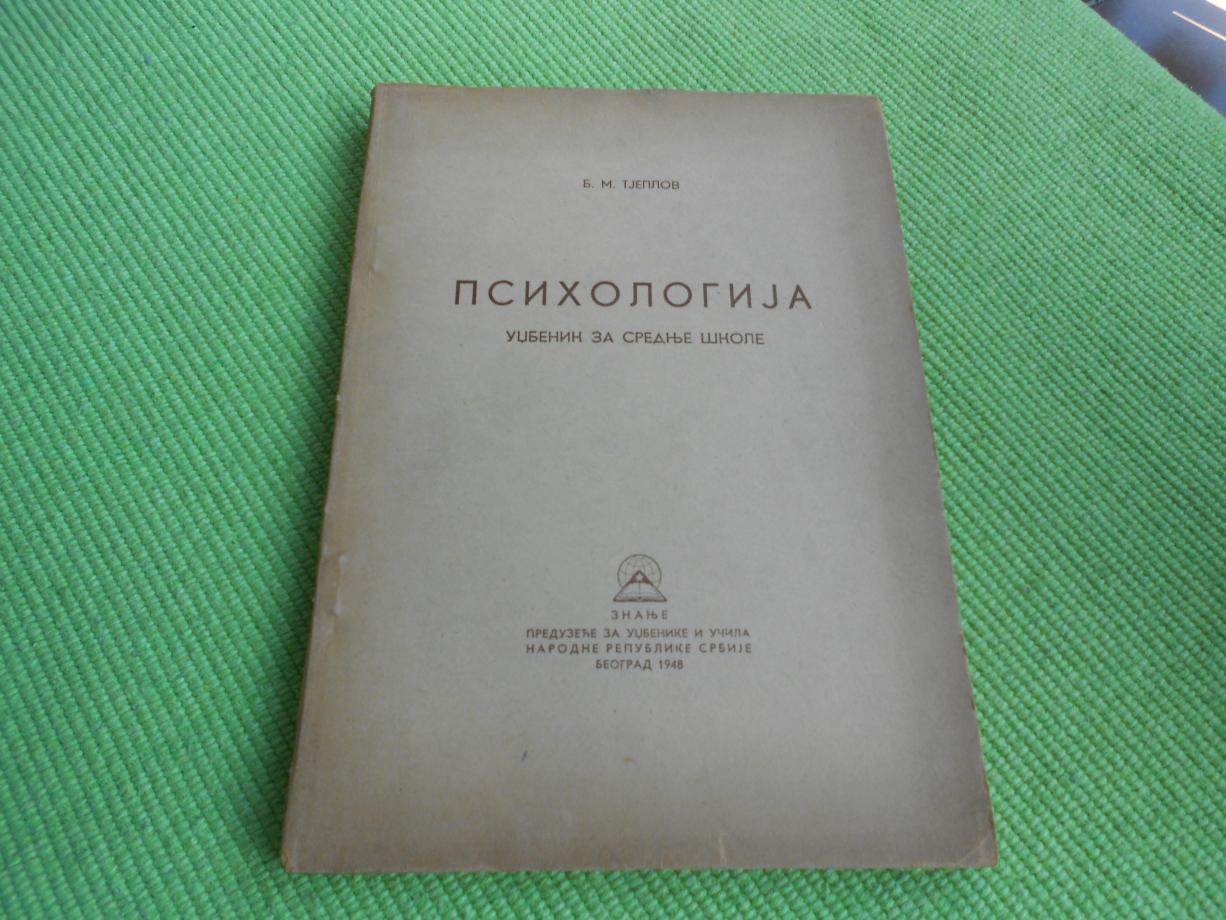 Б. М. ТЈЕПЛОВ
ПСИХОЛОГИЈА
УЏБЕНИК ЗА СРЕДЊЕ ШКОЛЕ
ЗНАЊЕ
ПРЕДУЗЕЋЕ ЗА УЏБЕНИКЕ И УЧИЛА
НАРОДНЕ РЕПУБЛИКЕ СРБИЈЕ
БЕОГРАД 1948